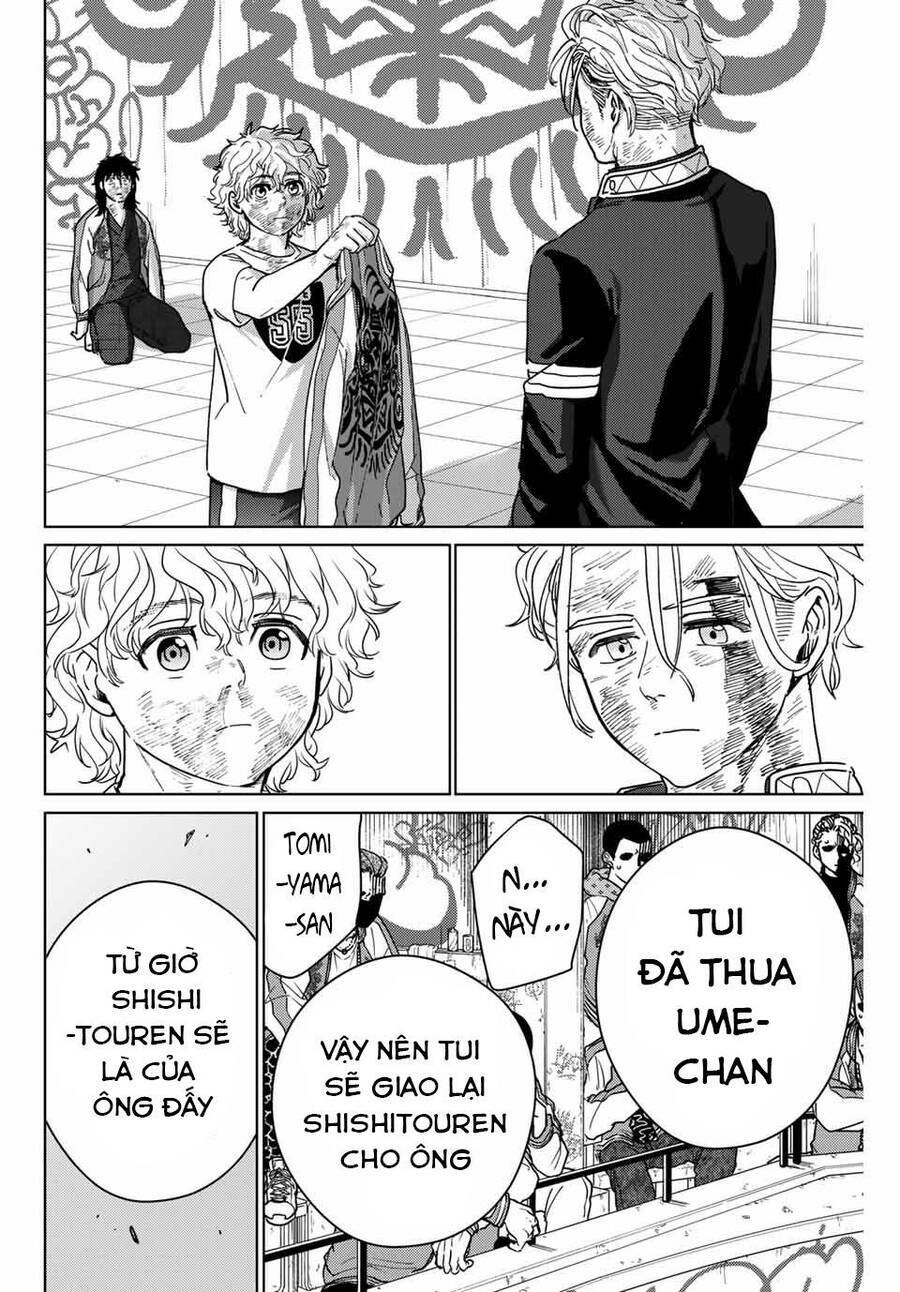 55
TUI
ĐÃ THUA
UME-
CHAN
N...
NÀY...
TOMI
-YAMA
-SAN
VẬY NÊN TUI
SẼ GIAO LẠI
SHISHITOUREN
CHO ÔNG
TỪ GIỜ
SHISHI
-TOUREN SẼ
LÀ CỦA
ÔNG ĐẤY